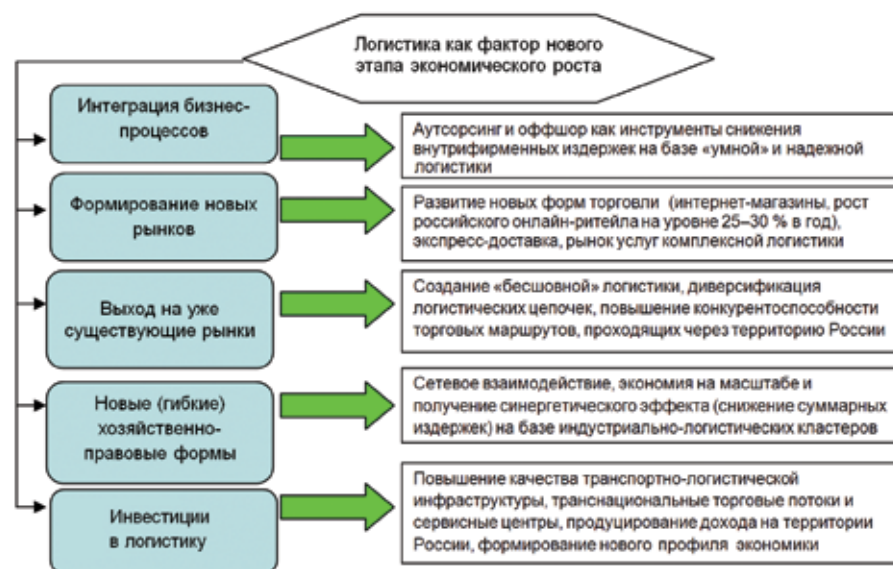 Логистика как фактор нового
этапа экономического роста
Интеграция бизнес-
процессов
Аутсорсинг и оффшор как инструменты снижения
внутрифирменных издержек на базе «умной» и надежной
логистики
Формирование новых
рынков
Развитие новых форм торговли (интернет-магазины, рост
российского онлайн-ритейла на уровне 25–30 % в год),
экспресс-доставка, рынок услуг комплексной логистики
Выход на уже
существующие рынки
Создание «бесшовной» логистики, диверсификация
логистических цепочек, повышение конкурентоспособности
торговых маршрутов, проходящих через территорию России
Новые (гибкие)
хозяйственно-
правовые формы
Сетевое взаимодействие, экономия на масштабе и
получение синергетического эффекта (снижение суммарных
издержек) на базе индустриально-логистических кластеров
Инвестиции
в логистику
Повышение качества транспортно-логистической
инфраструктуры, транснациональные торговые потоки и
сервисные центры, продуцирование дохода на территории
России, формирование нового профиля экономики